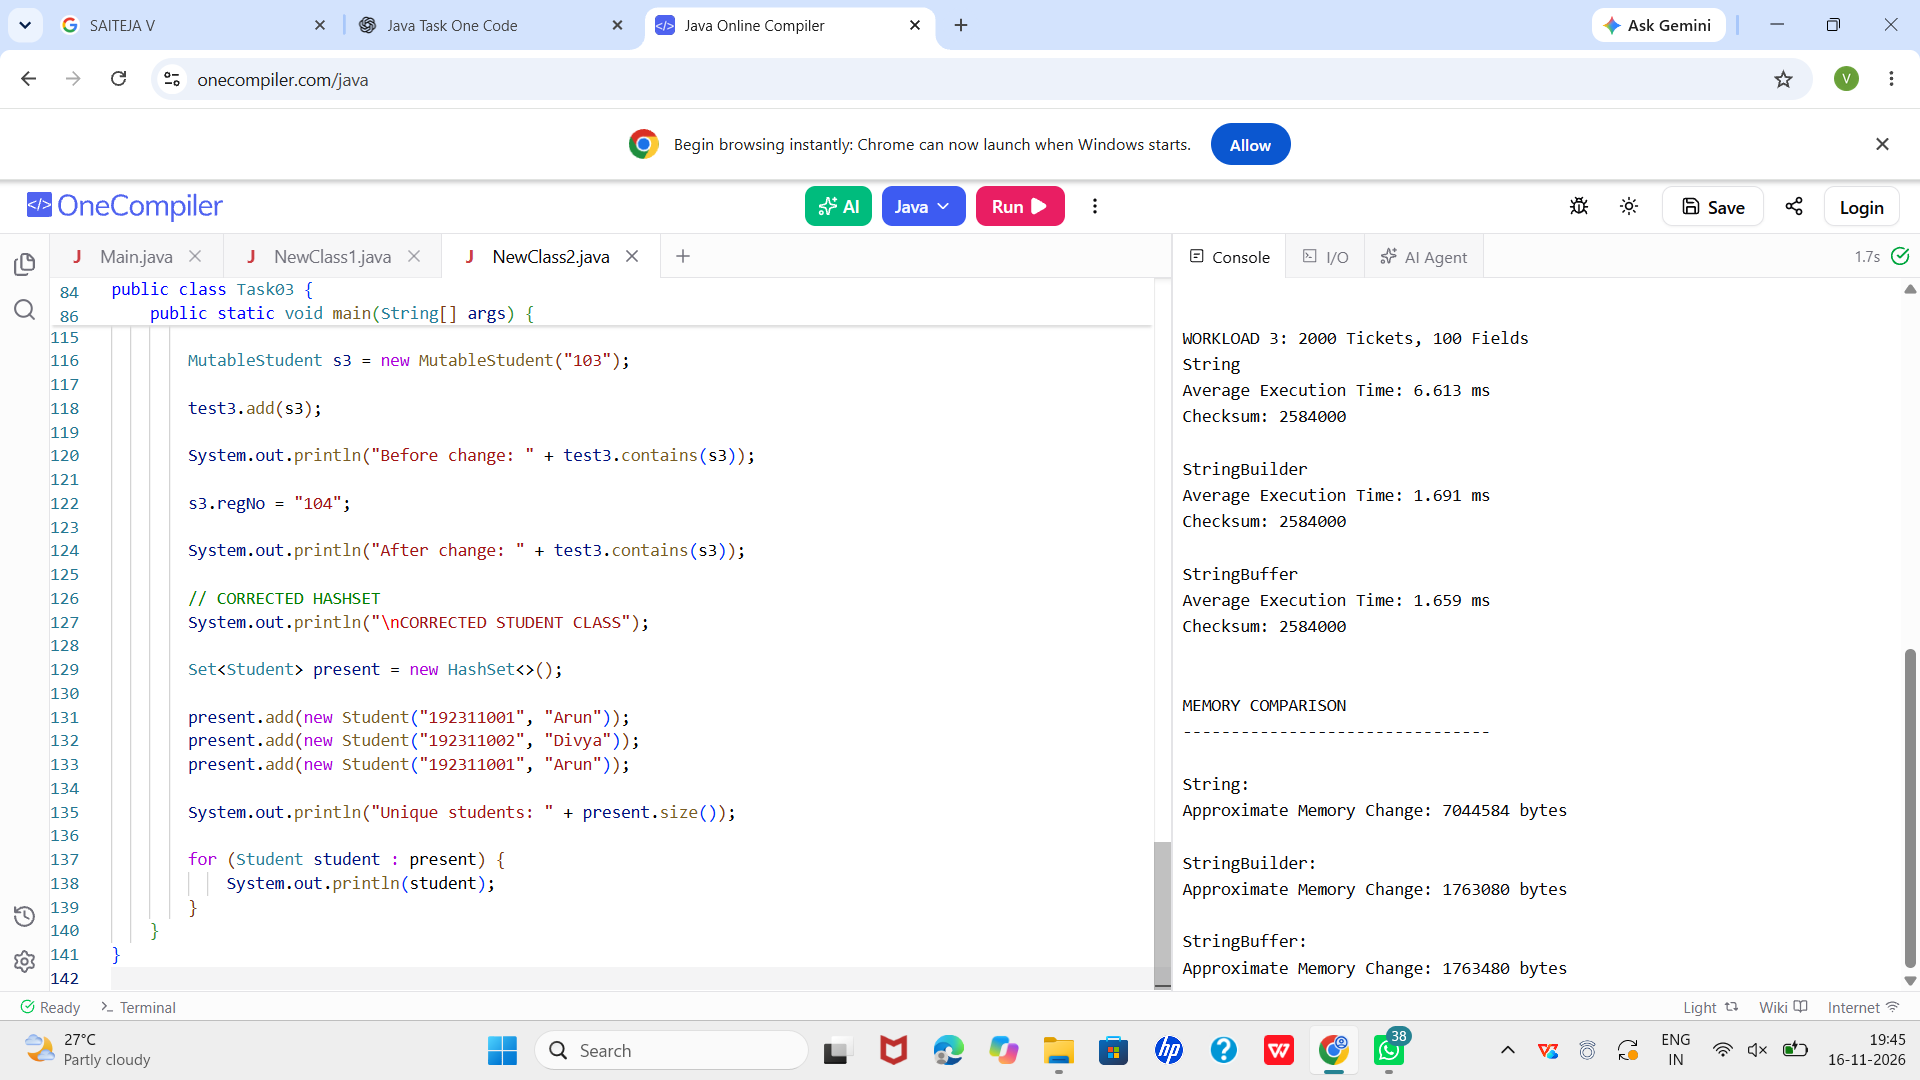 SAITEJA V
Java Task One Code
Java Online Compiler
Ask Gemini
onecompiler.com/java
V
Begin browsing instantly: Chrome can now launch when Windows starts.
Allow
</> OneCompiler
AI
Java
Run
Save
Login
J Main.java
J NewClass1.java
J NewClass2.java
Console
I/O
AI Agent
1.7s
84 public class Task03 {
86 public static void main(String[] args) {
115
116 MutableStudent s3 = new MutableStudent("103");
117
118 test3.add(s3);
119
120 System.out.println("Before change: " + test3.contains(s3));
121
122 s3.regNo = "104";
123
124 System.out.println("After change: " + test3.contains(s3));
125
126 // CORRECTED HASHSET
127 System.out.println("\nCORRECTED STUDENT CLASS");
128
129 Set<Student> present = new HashSet<>();
130
131 present.add(new Student("192311001", "Arun"));
132 present.add(new Student("192311002", "Divya"));
133 present.add(new Student("192311001", "Arun"));
134
135 System.out.println("Unique students: " + present.size());
136
137 for (Student student : present) {
138 System.out.println(student);
139 }
140 }
141 }
142
WORKLOAD 3: 2000 Tickets, 100 Fields
String
Average Execution Time: 6.613 ms
Checksum: 2584000
StringBuilder
Average Execution Time: 1.691 ms
Checksum: 2584000
StringBuffer
Average Execution Time: 1.659 ms
Checksum: 2584000
MEMORY COMPARISON
--------------------------------
String:
Approximate Memory Change: 7044584 bytes
StringBuilder:
Approximate Memory Change: 1763080 bytes
StringBuffer:
Approximate Memory Change: 1763480 bytes
Ready
Terminal
Light
Wiki
Internet
27°C
Partly cloudy
Search
hp
38
ENG
IN
19:45
16-11-2026